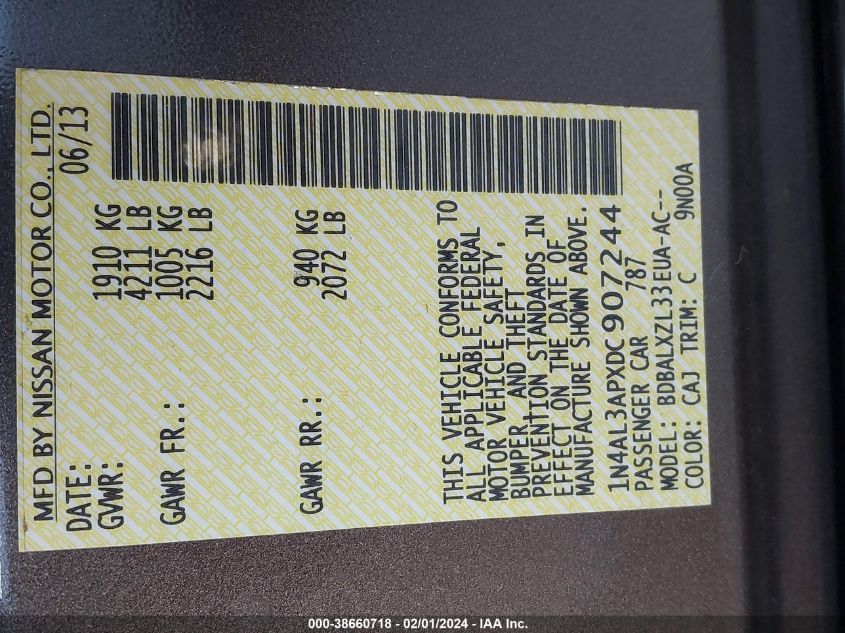 MFD BY NISSAN MOTOR CO., LTD.
DATE: 06/13
GVWR: 1910 KG
4211 LB
GAWR FR.: 1005 KG
2216 LB
GAWR RR.: 940 KG
2072 LB
THIS VEHICLE CONFORMS TO
ALL APPLICABLE FEDERAL
MOTOR VEHICLE SAFETY,
BUMPER AND THEFT
PREVENTION STANDARDS IN
EFFECT ON THE DATE OF
MANUFACTURE SHOWN ABOVE.
1N4AL3APXDC907244
PASSENGER CAR 787
MODEL: BDBALXZL33EUA-AC--
COLOR: CAJ TRIM: C 9N00A
000-38660718 - 02/01/2024 - IAA Inc.